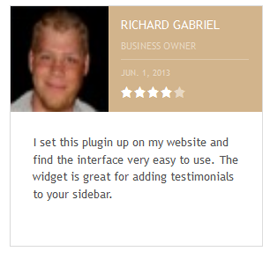 RICHARD GABRIEL
BUSINESS OWNER
JUN. 1, 2013
I set this plugin up on my website and
find the interface very easy to use. The
widget is great for adding testimonials
to your sidebar.